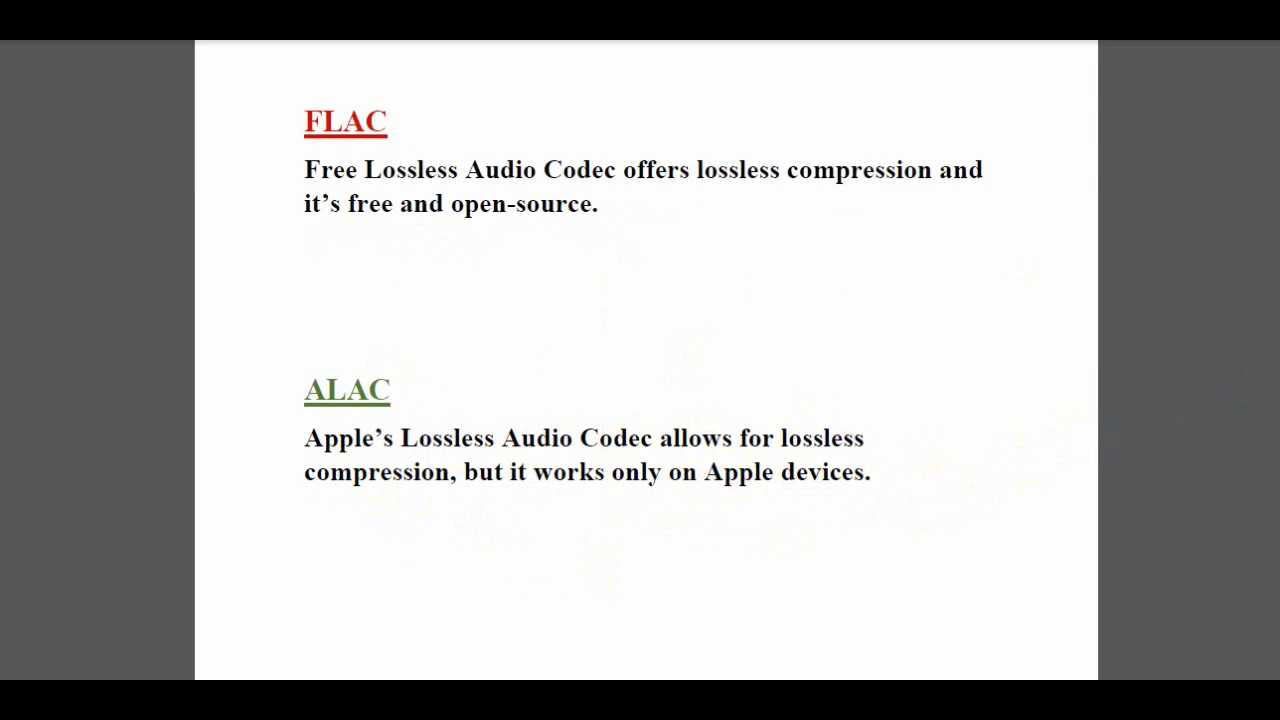 FLAC
Free Lossless Audio Codec offers lossless compression and
it’s free and open-source.
ALAC
Apple’s Lossless Audio Codec allows for lossless
compression, but it works only on Apple devices.